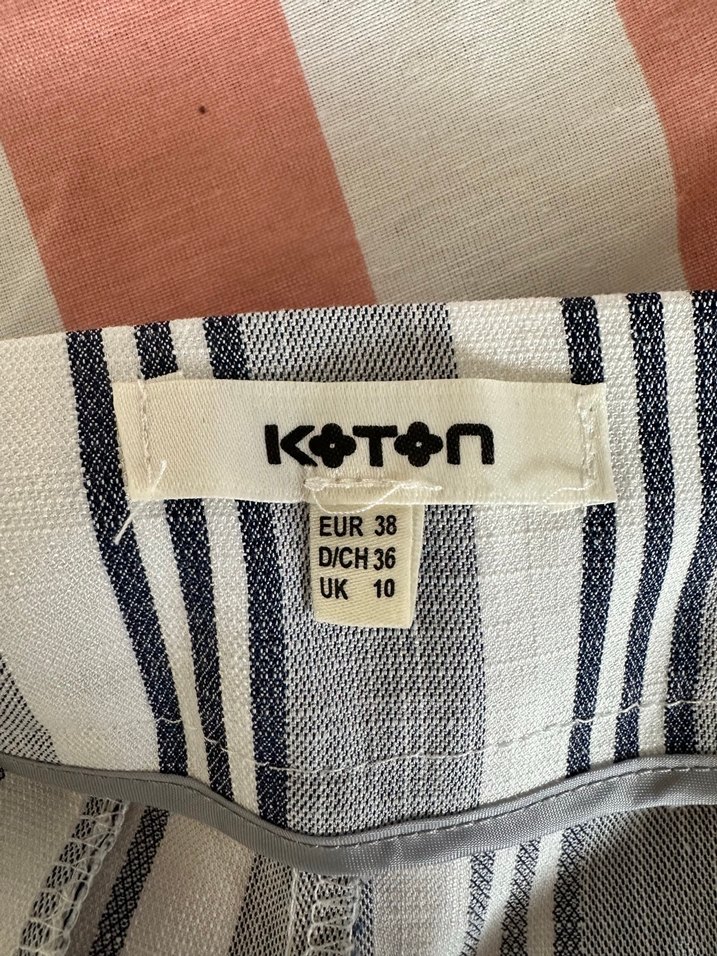 KOTON
EUR 38
D/CH 36
UK 10